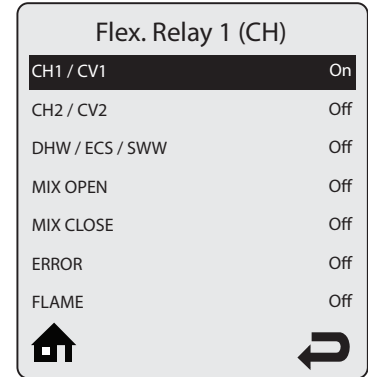 Flex. Relay 1 (CH)
CH1 / CV1 On
CH2 / CV2 Off
DHW / ECS / SWW Off
MIX OPEN Off
MIX CLOSE Off
ERROR Off
FLAME Off